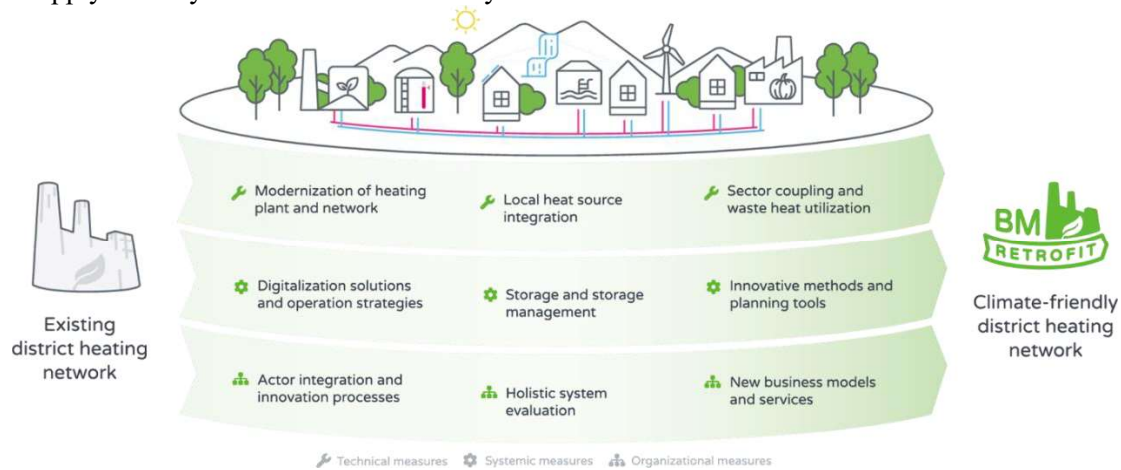 Modernization of heating
plant and network
Local heat source
integration
Sector coupling and
waste heat utilization
Digitalization solutions
and operation strategies
Storage and storage
management
Innovative methods and
planning tools
Actor integration and
innovation processes
Holistic system
evaluation
New business models
and services
Existing
district heating
network
BM
RETROFIT
Climate-friendly
district heating
network
Technical measures Systemic measures Organizational measures